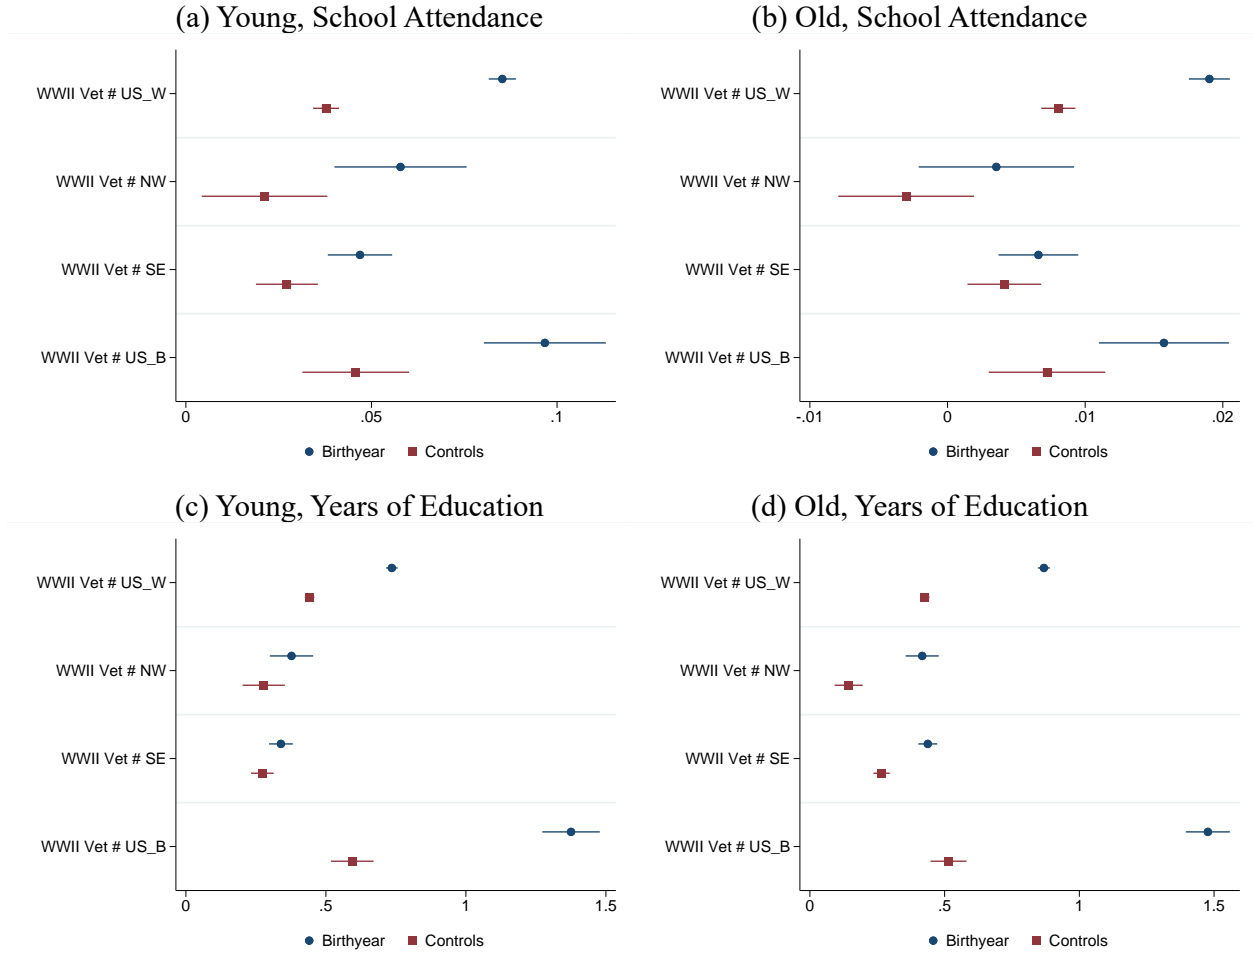 (a) Young, School Attendance
WWII Vet # US_W
WWII Vet # NW
WWII Vet # SE
WWII Vet # US_B
0 .05 .1
Birthyear Controls
(b) Old, School Attendance
WWII Vet # US_W
WWII Vet # NW
WWII Vet # SE
WWII Vet # US_B
-.01 0 .01 .02
Birthyear Controls
(c) Young, Years of Education
WWII Vet # US_W
WWII Vet # NW
WWII Vet # SE
WWII Vet # US_B
0 .5 1 1.5
Birthyear Controls
(d) Old, Years of Education
WWII Vet # US_W
WWII Vet # NW
WWII Vet # SE
WWII Vet # US_B
0 .5 1 1.5
Birthyear Controls